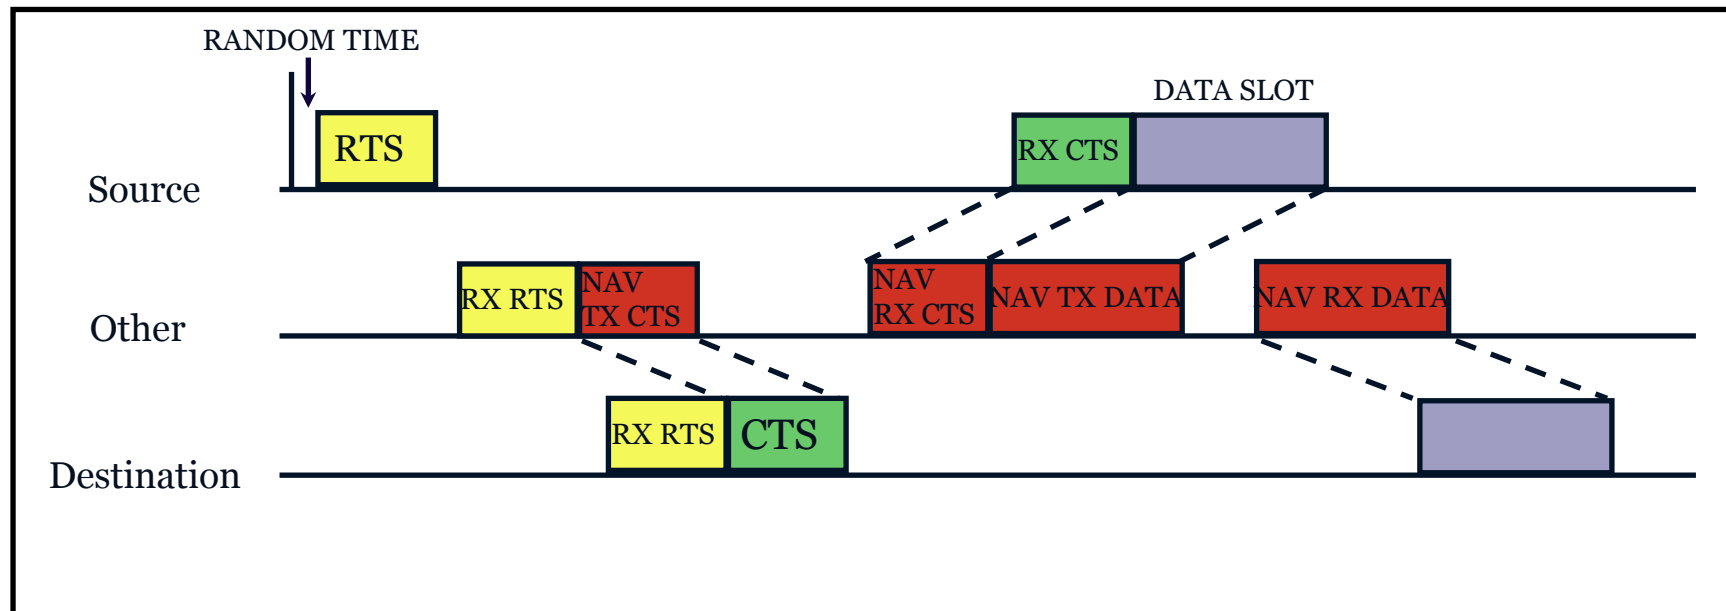 RANDOM TIME
DATA SLOT
RTS
RX CTS
Source
RX RTS
NAV
TX CTS
NAV
RX CTS
NAV TX DATA
NAV RX DATA
Other
RX RTS
CTS
Destination